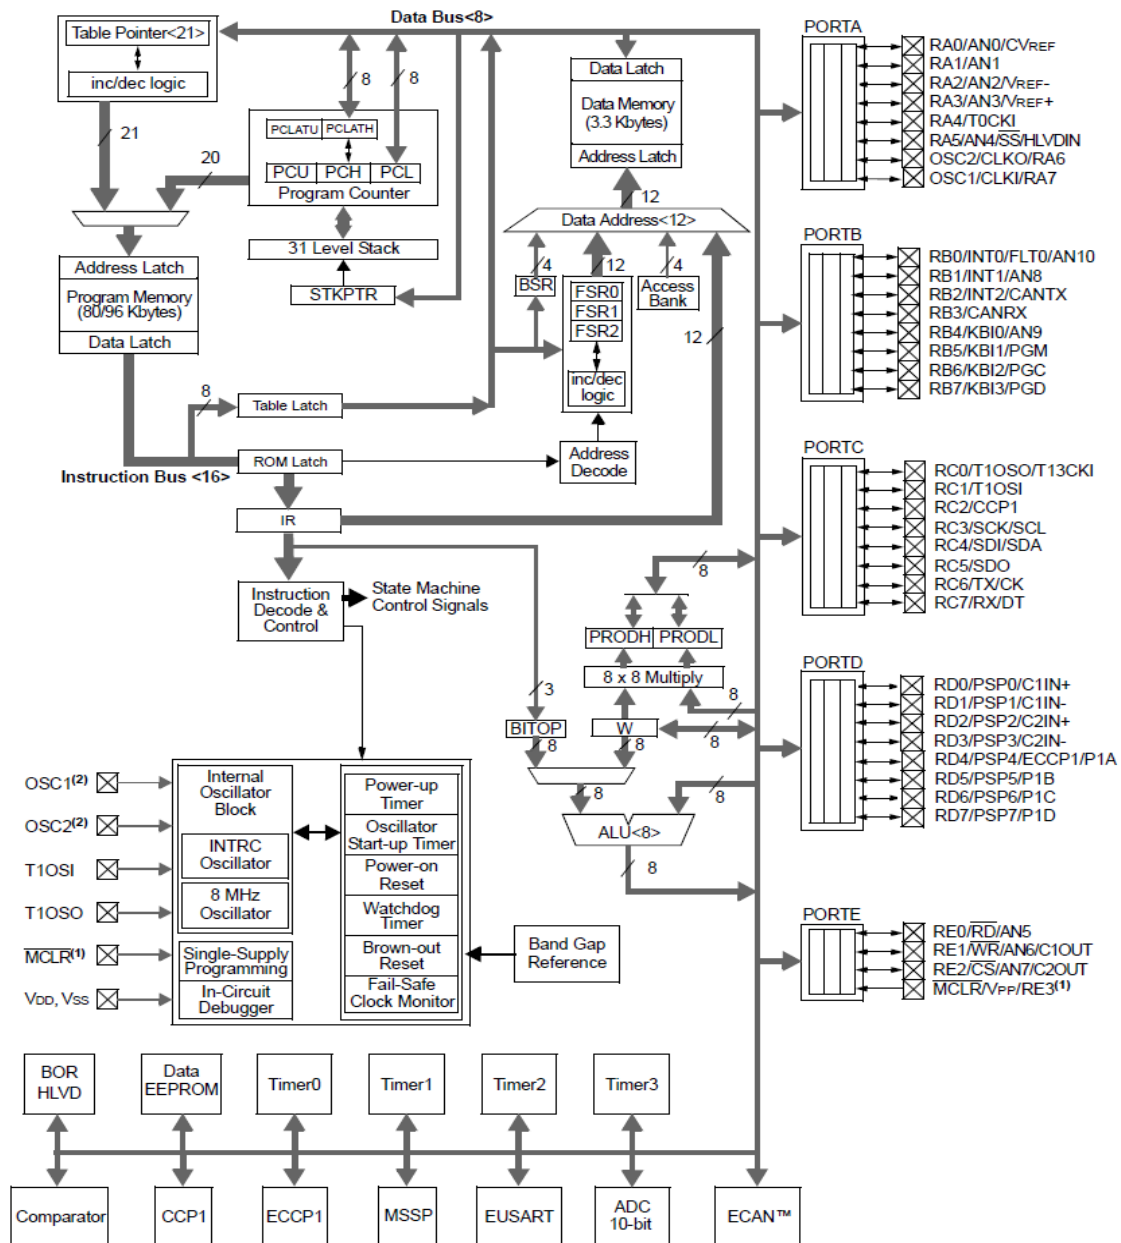 Data Bus<8>
Table Pointer<21>
inc/dec logic
21
20
8
8
PCLATU PCLATH
PCU PCH PCL
Program Counter
31 Level Stack
STKPTR
Address Latch
Program Memory
(80/96 Kbytes)
Data Latch
8
Table Latch
Instruction Bus <16>
ROM Latch
IR
Data Latch
Data Memory
(3.3 Kbytes)
Address Latch
12
Data Address<12>
4
12
4
BSR
FSR0
FSR1
FSR2
Access
Bank
12
inc/dec
logic
Address
Decode
Instruction
Decode &
Control
State Machine
Control Signals
8
PRODH PRODL
8 x 8 Multiply
3
8
BITOP
W
8
8
8
8
8
ALU<8>
8
OSC1(2)
OSC2(2)
T1OSI
T1OSO
MCLR(1)
VDD, VSS
Internal
Oscillator
Block
INTRC
Oscillator
8 MHz
Oscillator
Single-Supply
Programming
In-Circuit
Debugger
Power-up
Timer
Oscillator
Start-up Timer
Power-on
Reset
Watchdog
Timer
Brown-out
Reset
Fail-Safe
Clock Monitor
Band Gap
Reference
PORTA
RA0/AN0/CVREF
RA1/AN1
RA2/AN2/VREF-
RA3/AN3/VREF+
RA4/T0CKI
RA5/AN4/SS/HLVDIN
OSC2/CLKO/RA6
OSC1/CLKI/RA7
PORTB
RB0/INT0/FLT0/AN10
RB1/INT1/AN8
RB2/INT2/CANTX
RB3/CANRX
RB4/KBI0/AN9
RB5/KBI1/PGM
RB6/KBI2/PGC
RB7/KBI3/PGD
PORTC
RC0/T1OSO/T13CKI
RC1/T1OSI
RC2/CCP1
RC3/SCK/SCL
RC4/SDI/SDA
RC5/SDO
RC6/TX/CK
RC7/RX/DT
PORTD
RD0/PSP0/C1IN+
RD1/PSP1/C1IN-
RD2/PSP2/C2IN+
RD3/PSP3/C2IN-
RD4/PSP4/ECCP1/P1A
RD5/PSP5/P1B
RD6/PSP6/P1C
RD7/PSP7/P1D
PORTE
RE0/RD/AN5
RE1/WR/AN6/C1OUT
RE2/CS/AN7/C2OUT
MCLR/VPP/RE3(1)
BOR
HLVD
Data
EEPROM
Timer0
Timer1
Timer2
Timer3
Comparator
CCP1
ECCP1
MSSP
EUSART
ADC
10-bit
ECAN™